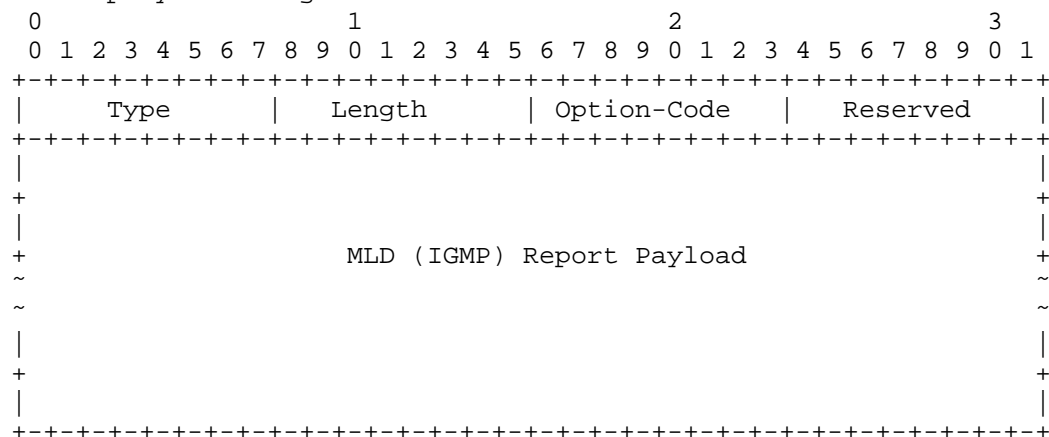 0                   1                   2                   3
0 1 2 3 4 5 6 7 8 9 0 1 2 3 4 5 6 7 8 9 0 1 2 3 4 5 6 7 8 9 0 1
+-+-+-+-+-+-+-+-+-+-+-+-+-+-+-+-+-+-+-+-+-+-+-+-+-+-+-+-+-+-+-+-+
|     Type      |   Length      | Option-Code   |   Reserved    |
+-+-+-+-+-+-+-+-+-+-+-+-+-+-+-+-+-+-+-+-+-+-+-+-+-+-+-+-+-+-+-+-+
|                                                               |
+                                                               +
|                                                               |
+                    MLD (IGMP) Report Payload                  +
~                                                               ~
~                                                               ~
|                                                               |
+                                                               +
|                                                               |
+-+-+-+-+-+-+-+-+-+-+-+-+-+-+-+-+-+-+-+-+-+-+-+-+-+-+-+-+-+-+-+-+